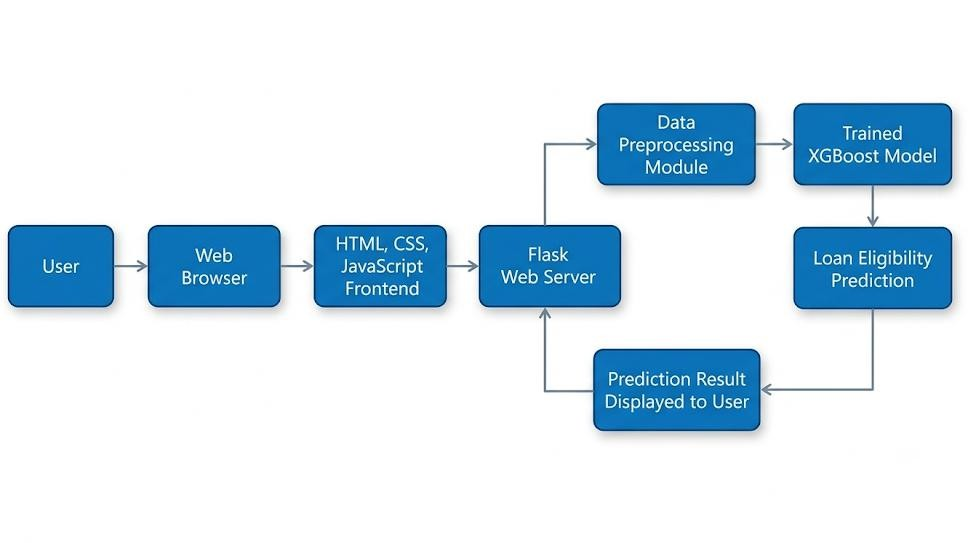 User
Web
Browser
HTML, CSS,
JavaScript
Frontend
Flask
Web Server
Data
Preprocessing
Module
Trained
XGBoost Model
Loan Eligibility
Prediction
Prediction Result
Displayed to User